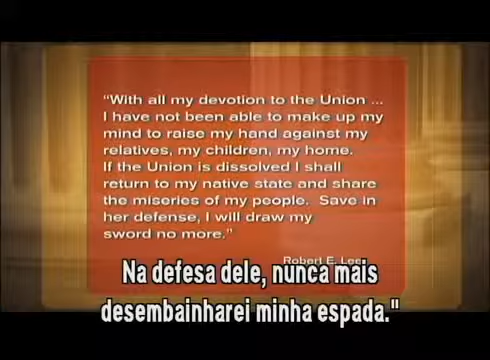 “With all my devotion to the Union ...
I have not been able to make up my
mind to raise my hand against my
relatives, my children, my home.
If the Union is dissolved I shall
return to my native state and share
the miseries of my people.  Save in
her defense, I will draw my
sword no more.”
Robert E. Lee
Na defesa dele, nunca mais
desembainharei minha espada."